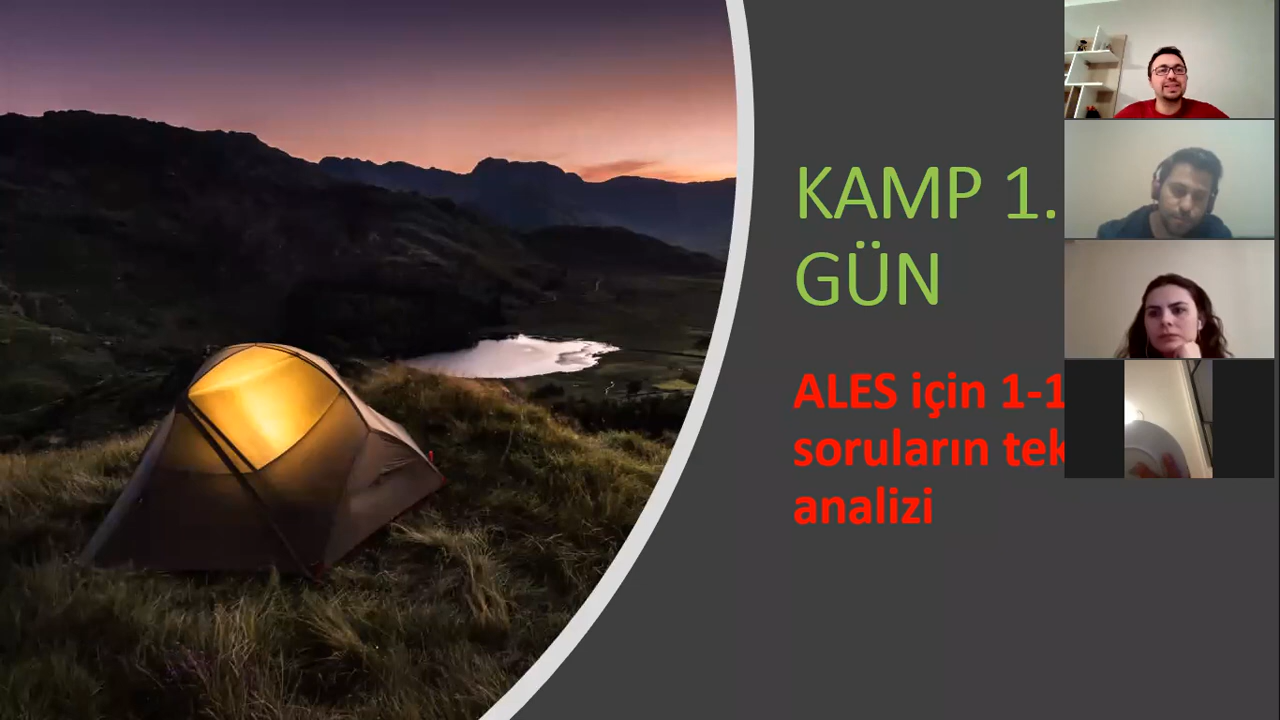 KAMP 1.
GÜN
ALES için 1-1
soruların tek
analizi